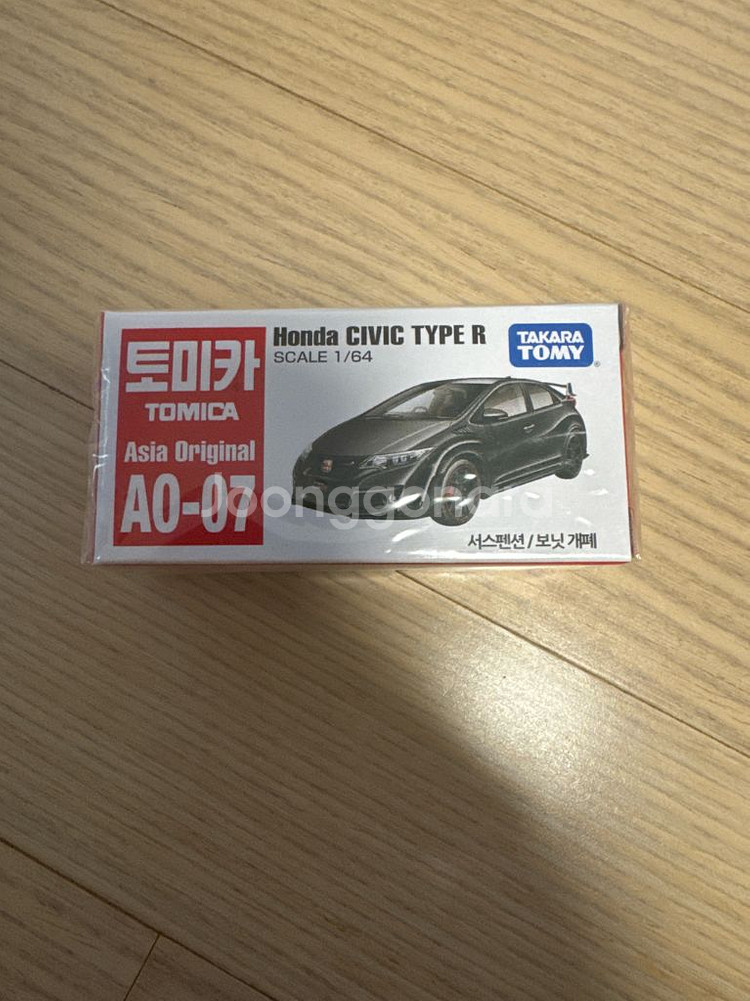 토미카
TOMICA
Asia Original
AO-07
Honda CIVIC TYPE R
SCALE 1/64
TAKARA
TOMY
®
서스펜션 / 보닛 개폐
Joonggonara